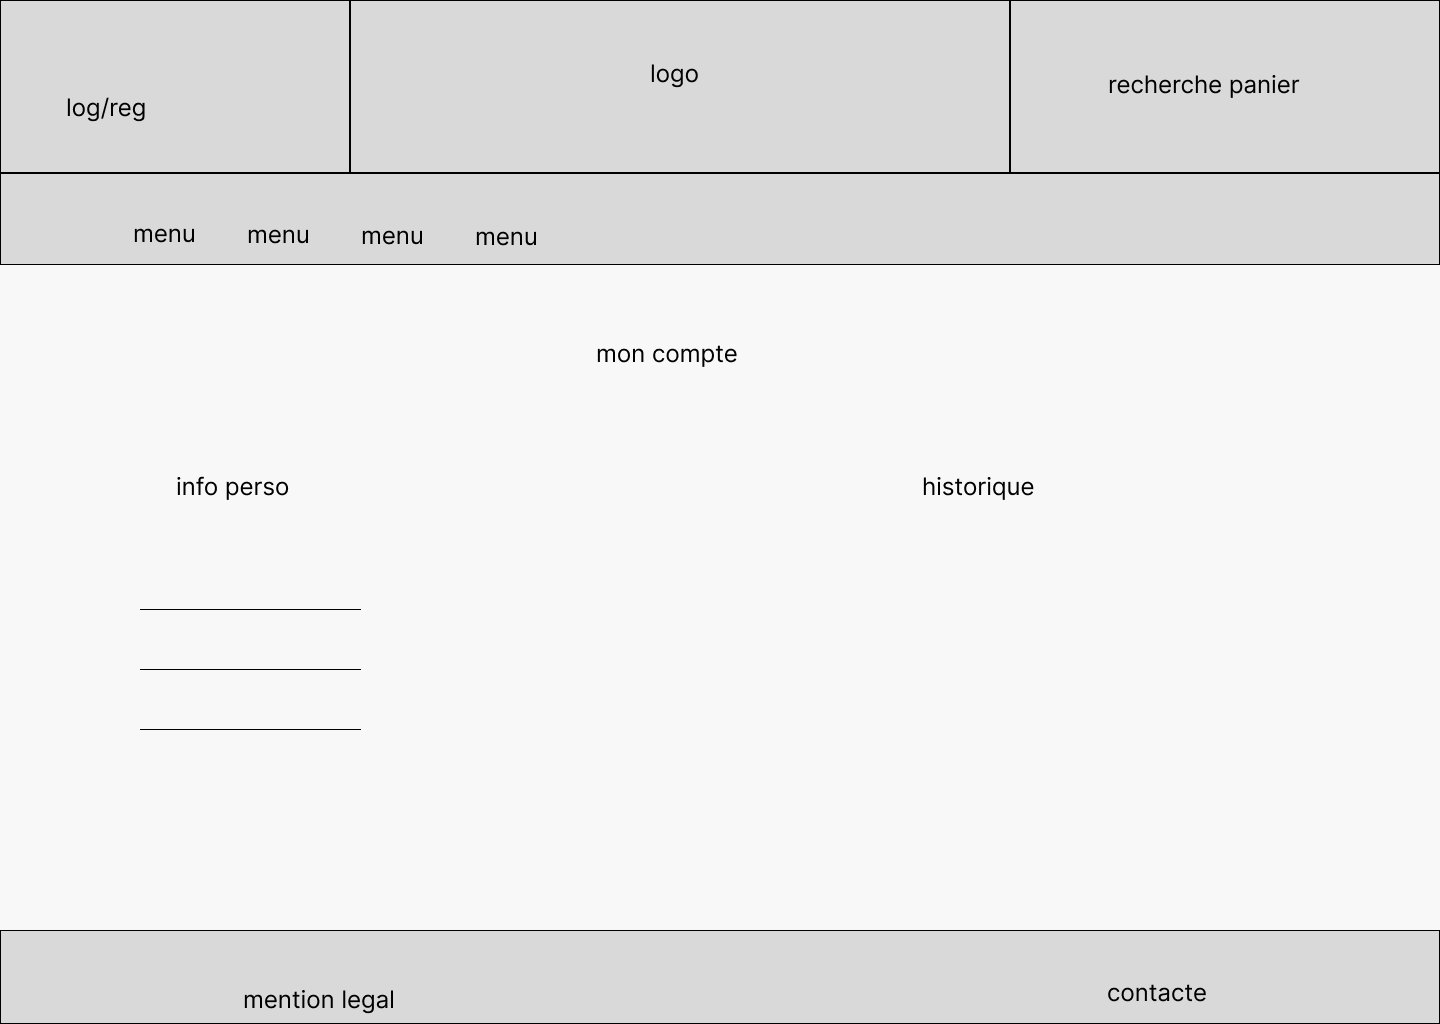 log/reg
logo
recherche panier
menu menu menu menu
mon compte
info perso
historique
mention legal
contacte